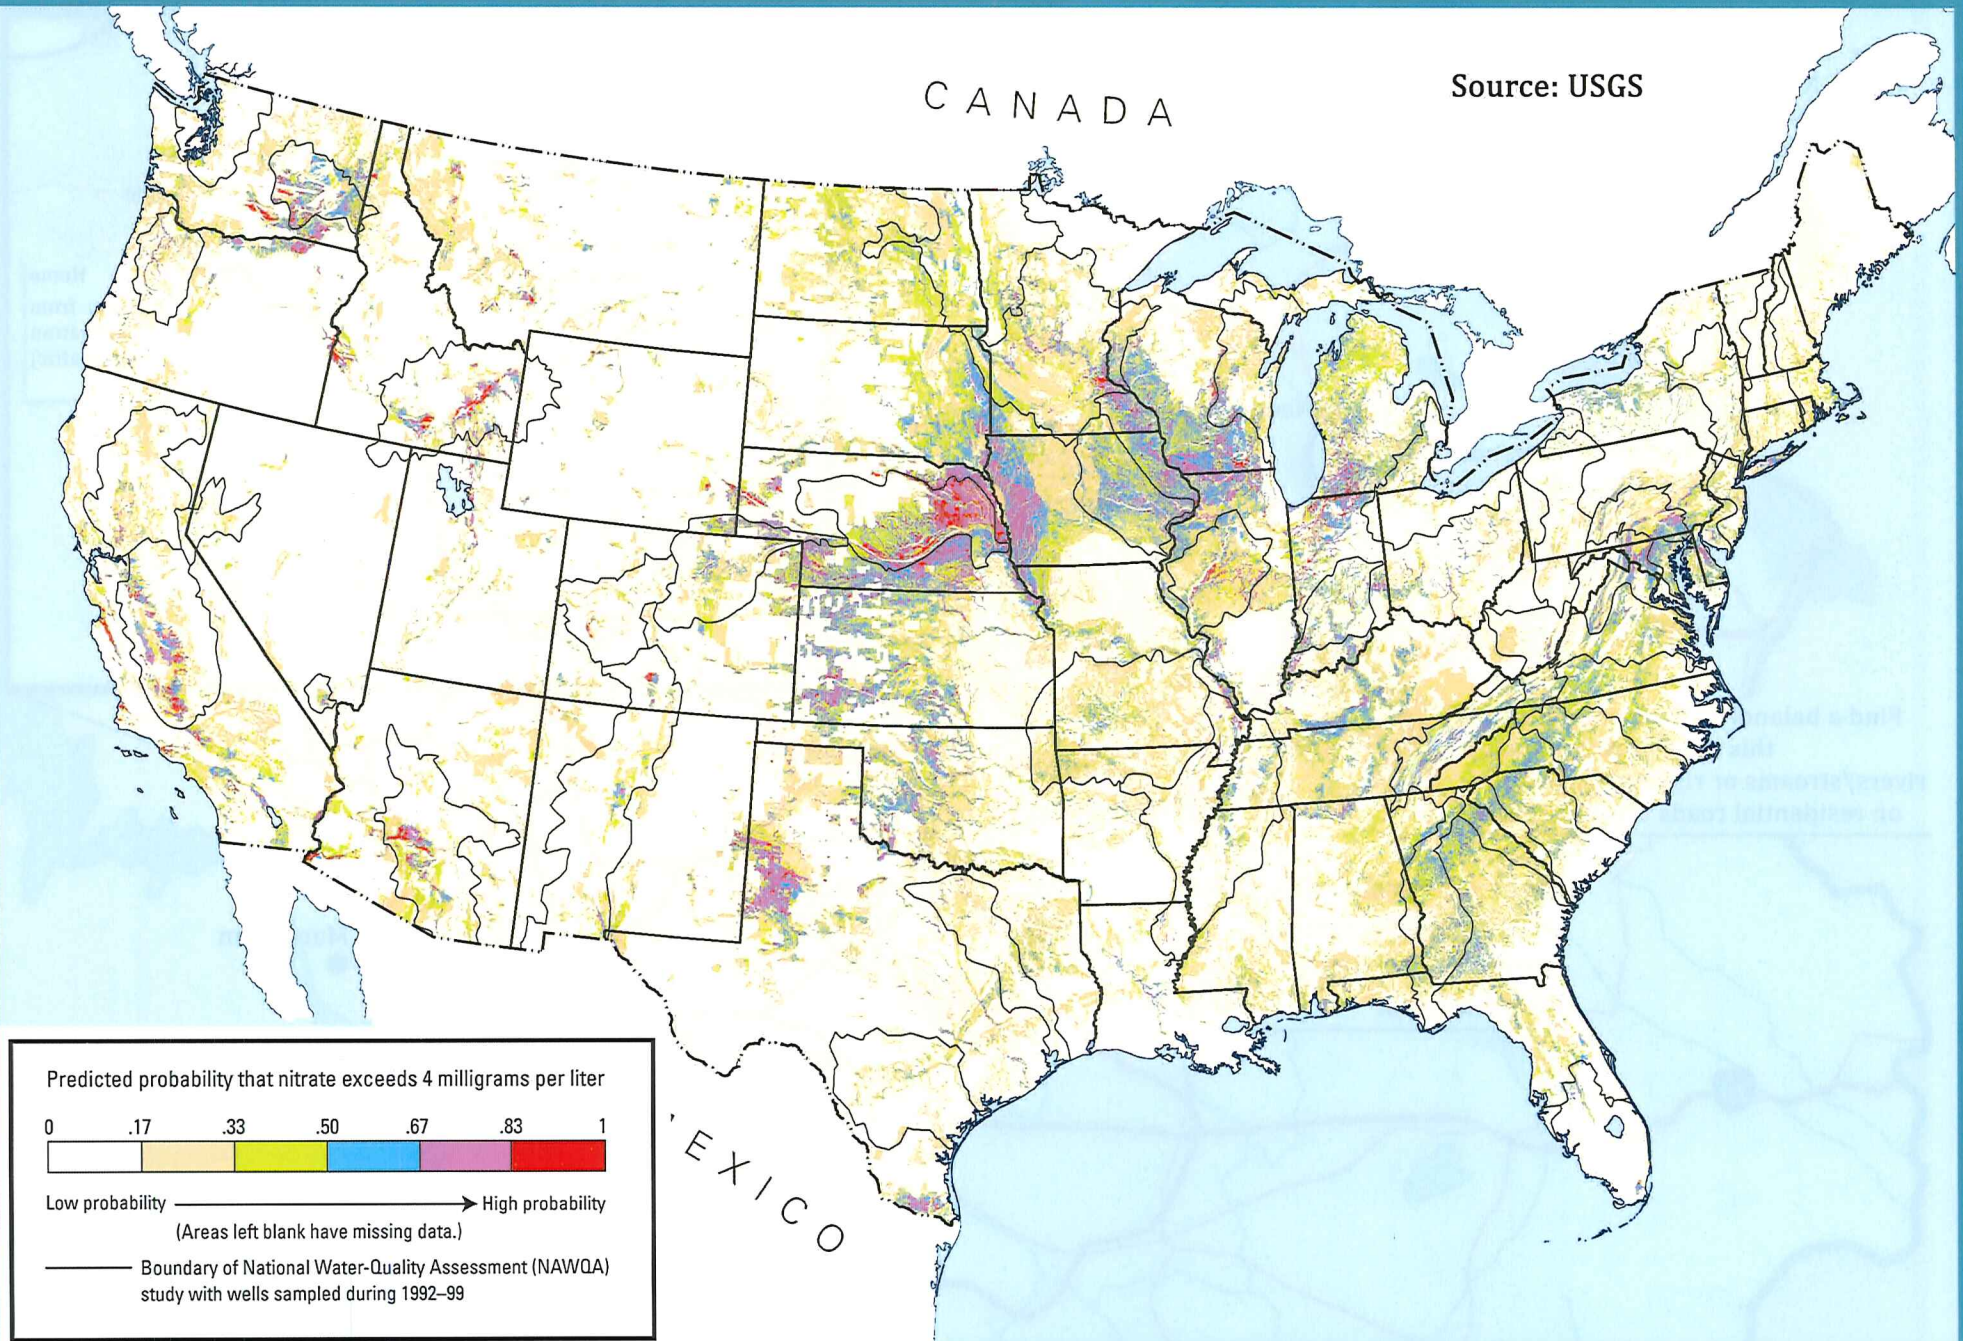 CANADA
Source: USGS
EXICO
Predicted probability that nitrate exceeds 4 milligrams per liter
0 .17 .33 .50 .67 .83 1
Low probability High probability
(Areas left blank have missing data.)
Boundary of National Water-Quality Assessment (NAWQA)
study with wells sampled during 1992–99